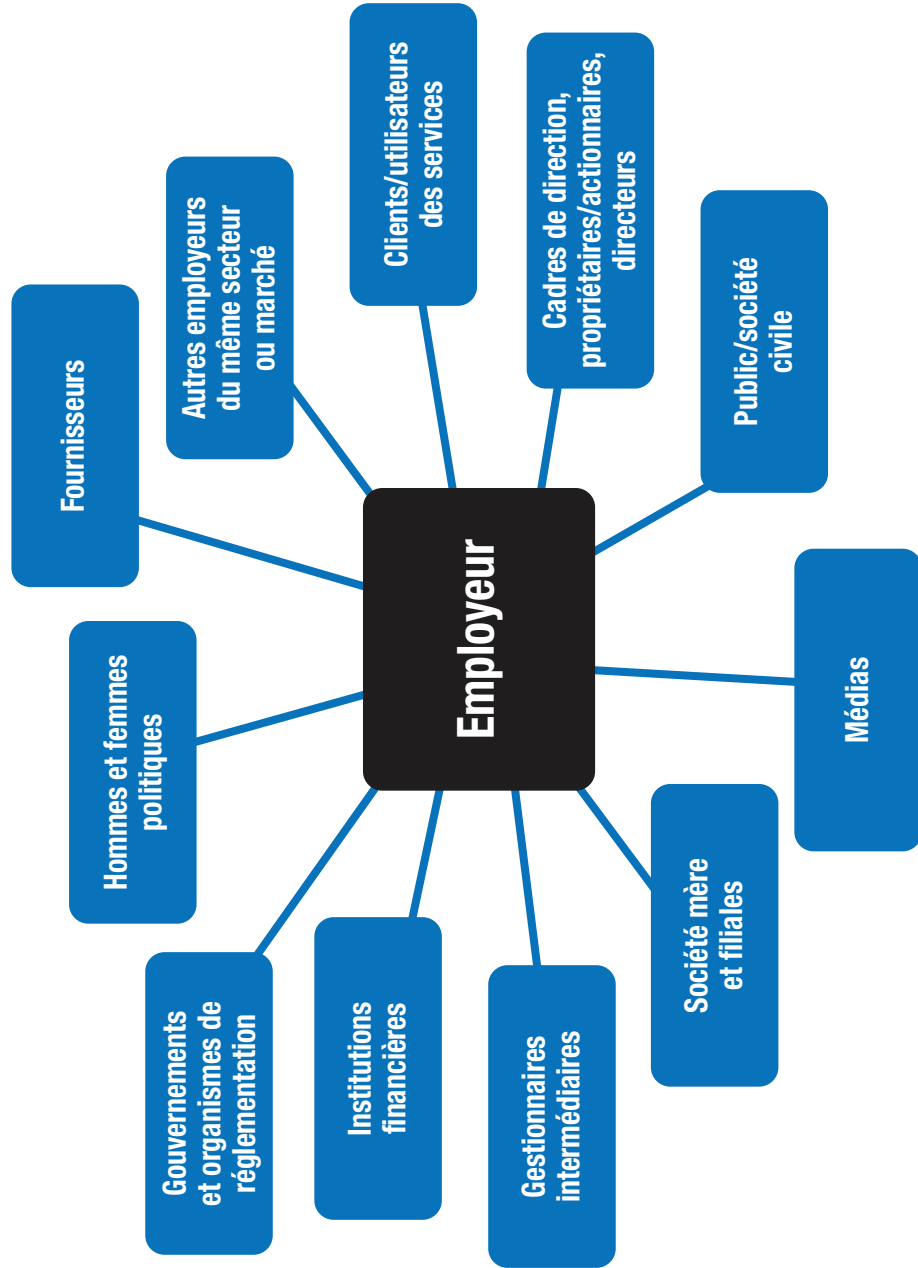 Fournisseurs
Hommes et femmes
politiques
Gouvernements
et organismes de
réglementation
Autres employeurs
du même secteur
ou marché
Institutions
financières
Clients/utilisateurs
des services
Employeur
Gestionnaires
intermédiaires
Cadres de direction,
propriétaires/actionnaires,
directeurs
Société mère
et filiales
Public/société
civile
Médias